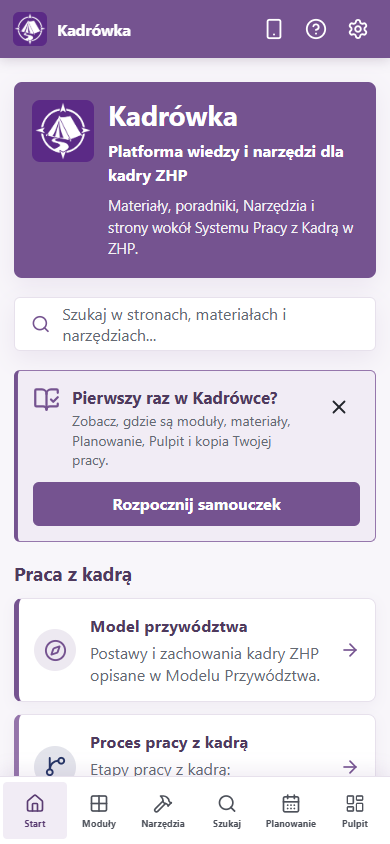 Kadrówka
Kadrówka
Platforma wiedzy i narzędzi dla
kadry ZHP
Materiały, poradniki, Narzędzia i
strony wokół Systemu Pracy z Kadrą w
ZHP.
Szukaj w stronach, materiałach i
narzędziach...
Pierwszy raz w Kadrówce?
Zobacz, gdzie są moduły, materiały,
Planowanie, Pulpit i kopia Twojej
pracy.
Rozpocznij samouczek
Praca z kadrą
Model przywództwa
Postawy i zachowania kadry ZHP
opisane w Modelu Przywództwa.
Proces pracy z kadrą
Etapy pracy z kadrą:
Start
Moduły
Narzędzia
Szukaj
Planowanie
Pulpit